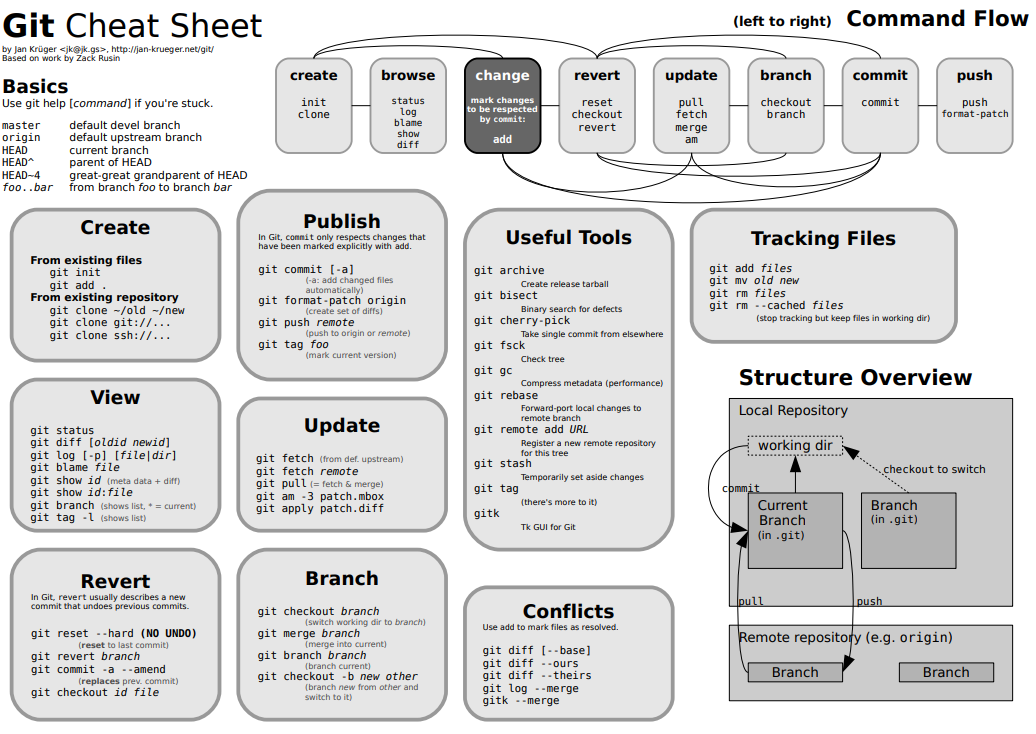 Git Cheat Sheet
by Jan Krüger <jk@jk.gs>, http://jan-krueger.net/git/
Based on work by Zack Rusin
(left to right) Command Flow
create
init
clone
browse
status
log
blame
show
diff
change
mark changes
to be respected
by commit:
add
revert
reset
checkout
revert
update
pull
fetch
merge
am
branch
checkout
branch
commit
commit
push
push
format-patch
Basics
Use git help [command] if you're stuck.
master default devel branch
origin default upstream branch
HEAD current branch
HEAD^ parent of HEAD
HEAD~4 great-great grandparent of HEAD
foo..bar from branch foo to branch bar
Create
From existing files
git init
git add .
From existing repository
git clone ~/old ~/new
git clone git://...
git clone ssh://...
View
git status
git diff [oldid newid]
git log [-p] [file|dir]
git blame file
git show id (meta data + diff)
git show id:file
git branch (shows list, * = current)
git tag -l (shows list)
Revert
In Git, revert usually describes a new
commit that undoes previous commits.
git reset --hard (NO UNDO)
(reset to last commit)
git revert branch
git commit -a --amend
(replaces prev. commit)
git checkout id file
Publish
In Git, commit only respects changes that
have been marked explicitly with add.
git commit [-a]
(-a: add changed files
automatically)
git format-patch origin
(create set of diffs)
git push remote
(push to origin or remote)
git tag foo
(mark current version)
Update
git fetch (from def. upstream)
git fetch remote
git pull (= fetch & merge)
git am -3 patch.mbox
git apply patch.diff
Branch
git checkout branch
(switch working dir to branch)
git merge branch
(merge into current)
git branch branch
(branch current)
git checkout -b new other
(branch new from other and
switch to it)
Useful Tools
git archive
Create release tarball
git bisect
Binary search for defects
git cherry-pick
Take single commit from elsewhere
git fsck
Check tree
git gc
Compress metadata (performance)
git rebase
Forward-port local changes to
remote branch
git remote add URL
Register a new remote repository
for this tree
git stash
Temporarily set aside changes
git tag
(there's more to it)
gitk
Tk GUI for Git
Conflicts
Use add to mark files as resolved.
git diff [--base]
git diff --ours
git diff --theirs
git log --merge
gitk --merge
Tracking Files
git add files
git mv old new
git rm files
git rm --cached files
(stop tracking but keep files in working dir)
Structure Overview
Local Repository
working dir
checkout to switch
commit
Current
Branch
(in .git)
Branch
(in .git)
pull
push
Remote repository (e.g. origin)
Branch
Branch